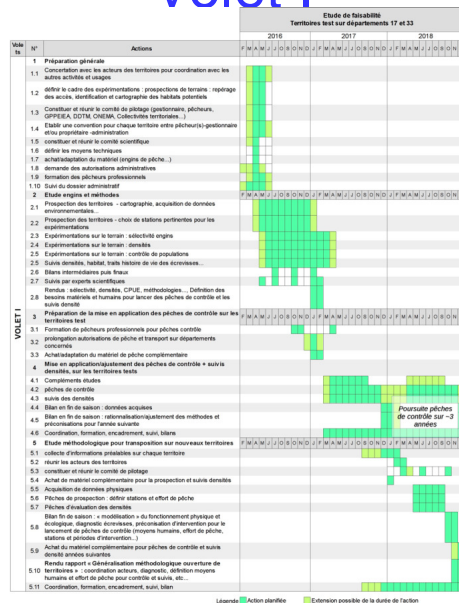 Volet I
Etude de faisabilité
Territoires test sur départements 17 et 33
2016 2017 2018
Vole
ts
N° Actions F M A M J J A S O N D J F M A M J J A S O N D J F M A M J J A S O N
VOLET I
1 Préparation générale
1.1 Concertation avec les acteurs des territoires pour coordination avec les
autres activités et usages
1.2 définir le cadre des expérimentations : prospections de terrains : repérage
des accès, identification et cartographie des habitats potentiels
1.3 Constituer et réunir le comité de pilotage (gestionnaire, pêcheurs,
GPPEIEA, DDTM, ONEMA, Collectivités territoriales...)
1.4 Etablir une convention pour chaque territoire entre pêcheur(s)-gestionnaire
et/ou propriétaire -administration
1.5 constituer et réunir le comité scientifique
1.6 définir les moyens techniques
1.7 achat/adaptation du matériel (engins de pêche...)
1.8 demande des autorisations administratives
1.9 formation des pêcheurs professionnels
1.10 Suivi du dossier administratif
2 Etude engins et méthodes
2.1 Prospection des territoires - cartographie, acquisition de données
environnementales...
2.2 Prospection des territoires - choix de stations pertinentes pour les
expérimentations
2.3 Expérimentations sur le terrain : sélectivité engins
2.4 Expérimentations sur le terrain : densités
2.5 Expérimentations sur le terrain : contrôle de populations
2.5 Suivis densités, habitat, traits histoire de vie des écrevisses...
2.6 Bilans intermédiaires puis finaux
2.7 Suivis par experts scientifiques
2.8 Rendus : sélectivité, densités, CPUE, méthodologies..., Définition des
besoins matériels et humains pour lancer des pêches de contrôle et les
suivis densité
3 Préparation de la mise en application des pêches de contrôle sur les
territoires test
3.1 Formation de pêcheurs professionnels pour pêches contrôle
3.2 prolongation autorisations de pêche et transport sur départements
concernés
3.3 Achat/adaptation du matériel de pêche complémentaire
4 Mise en application/ajustement des pêches de contrôle + suivis
densités, sur les territoires tests
4.1 Compléments études
4.2 pêches de contrôle
4.3 suivis des densités
4.4 Bilan en fin de saison : données acquises
4.5 Bilan en fin de saison : rationnalisation/ajustement des méthodes et
préconisations pour l'année suivante
4.6 Coordination, formation, encadrement, suivi, bilans
Poursuite pêches
de contrôle sur ~3
années
5 Etude méthodologique pour transposition sur nouveaux territoires
5.1 collecte d'informations préalables sur chaque territoire
5.2 réunir les acteurs des territoires
5.3 constituer et réunir le comité de pilotage
5.4 Achat de matériel complémentaire pour la prospection et suivis densités
5.5 Acquisition de données physiques
5.6 Pêches de prospection : définir stations et effort de pêche
5.7 Pêches d'évaluation des densités
5.8 Bilan fin de saison : « modélisation » du fonctionnement physique et
écologique, diagnostic écrevisses, préconisation d'intervention pour le
lancement de pêches de contrôle (moyens humains, effort de pêche,
stations et périodes d'intervention...)
5.9 Achat du matériel complémentaire pour pêches de contrôle et suivis
densité années suivantes
5.10 Rendu rapport « Généralisation méthodologique ouverture de
territoires » : coordination acteurs, diagnostic, définition moyens
humains et effort de pêche pour contrôle et suivis, etc...
5.11 Coordination, formation, encadrement, suivi, bilan
Légende Action planifiée Extension possible de la durée de l'action